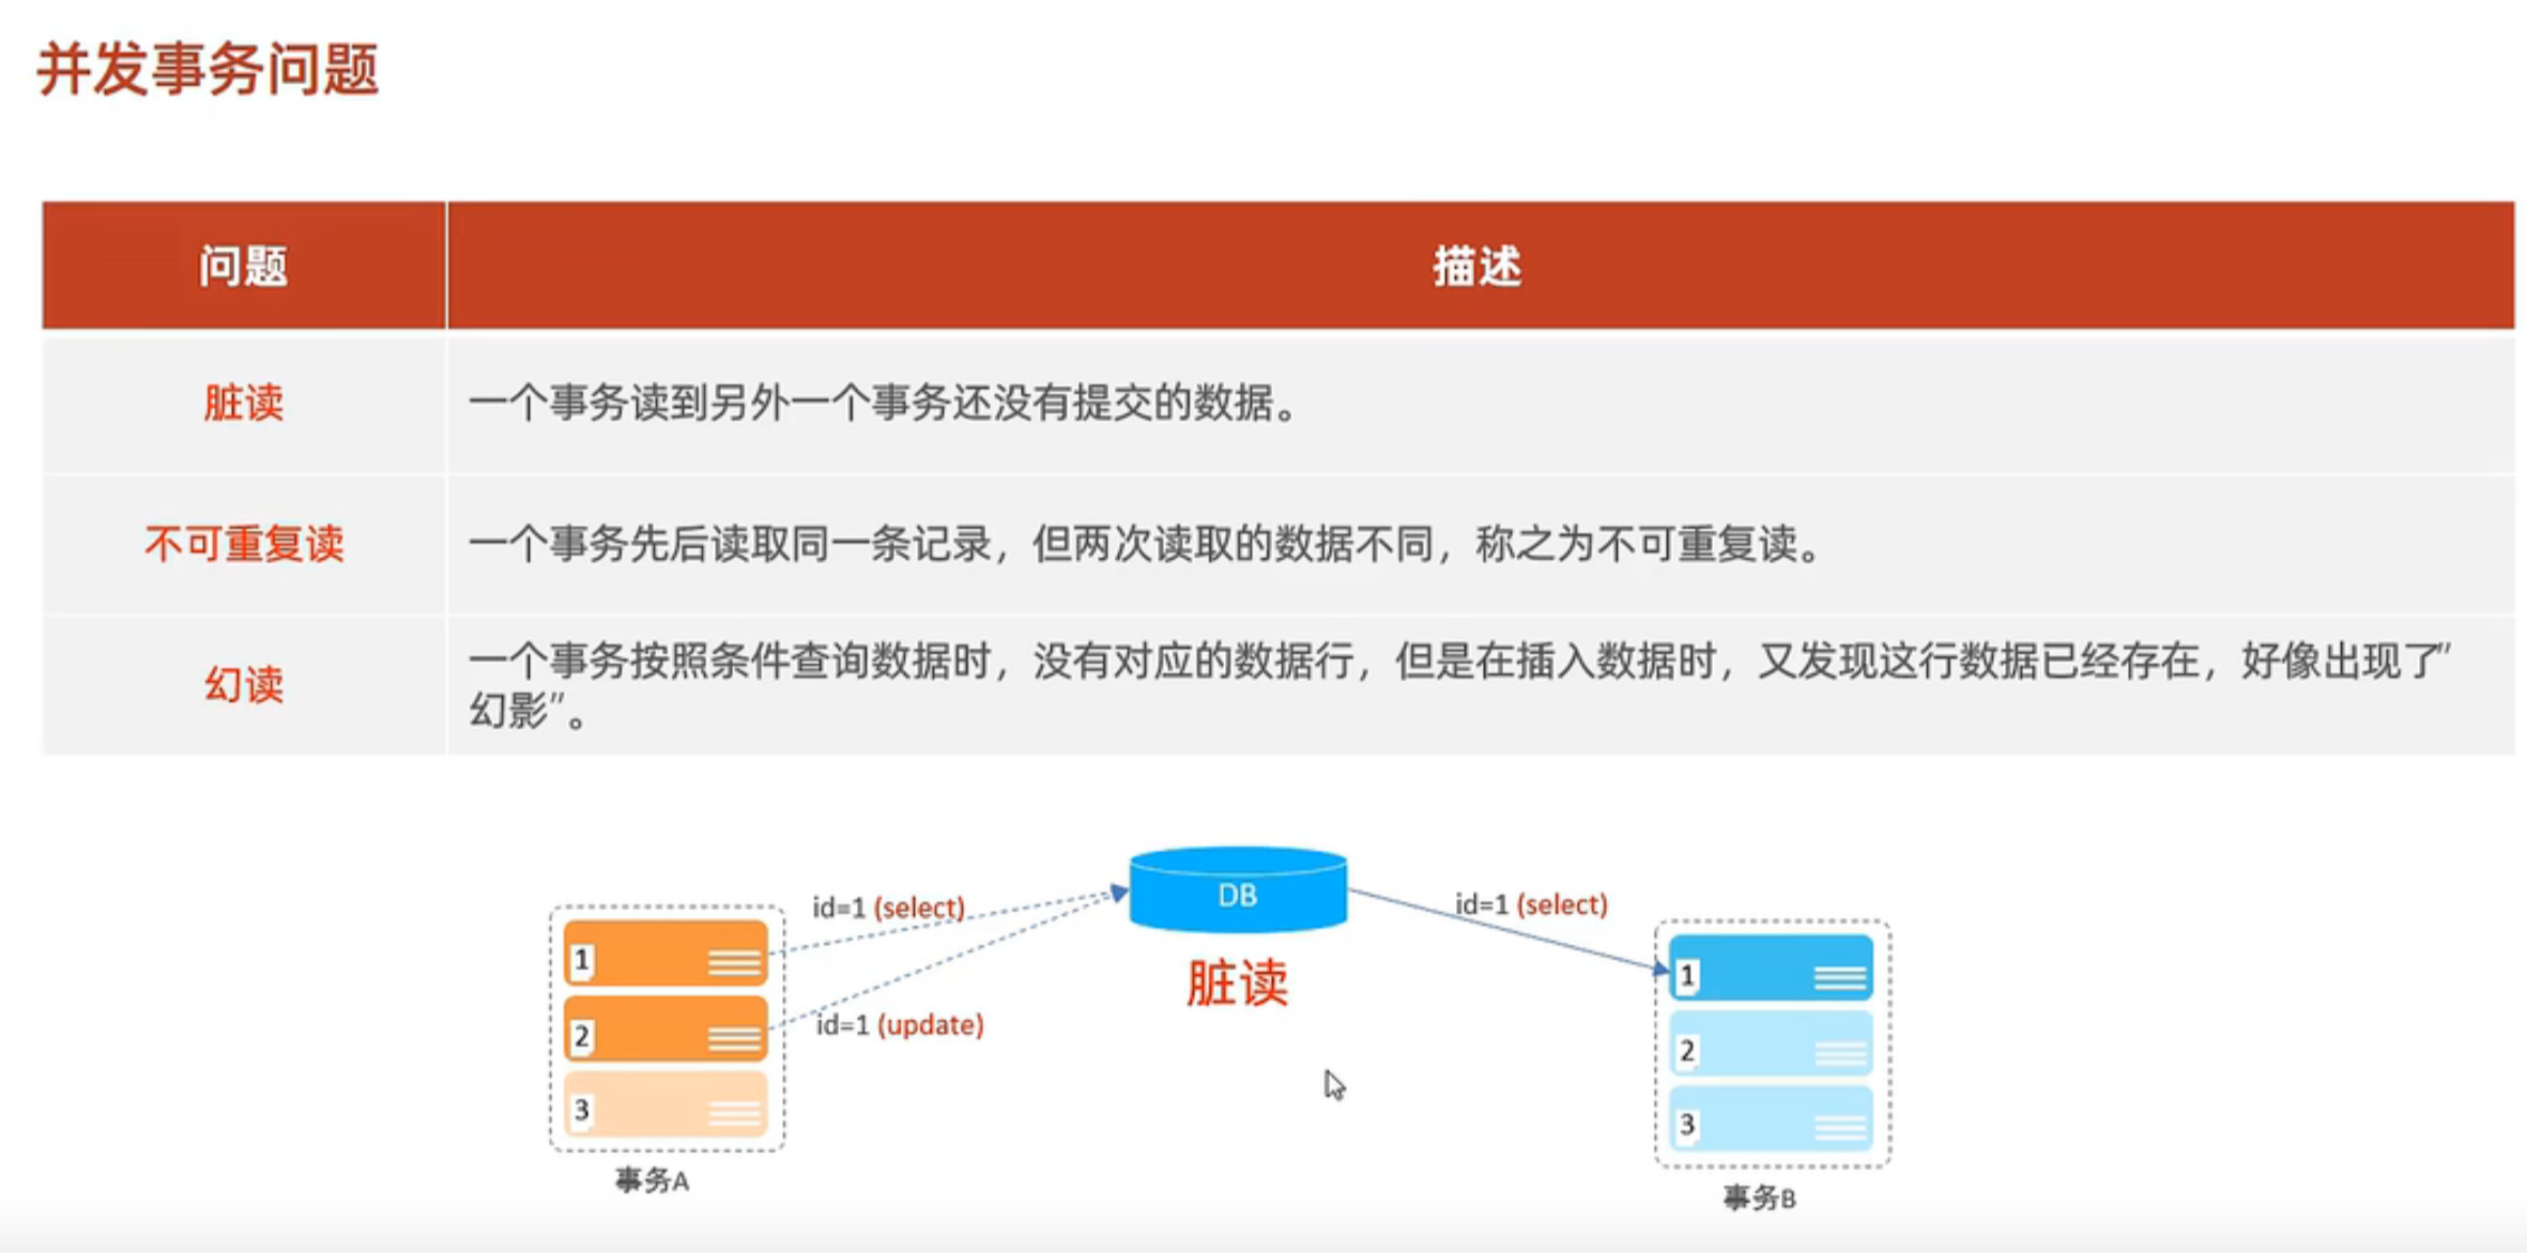 并发事务问题
问题
描述
脏读
一个事务读到另外一个事务还没有提交的数据。
不可重复读
一个事务先后读取同一条记录，但两次读取的数据不同，称之为不可重复读。
幻读
一个事务按照条件查询数据时，没有对应的数据行，但是在插入数据时，又发现这行数据已经存在，好像出现了”
幻影”。
id=1 (select)
DB
id=1 (select)
脏读
id=1 (update)
1
2
3
事务A
1
2
3
事务B